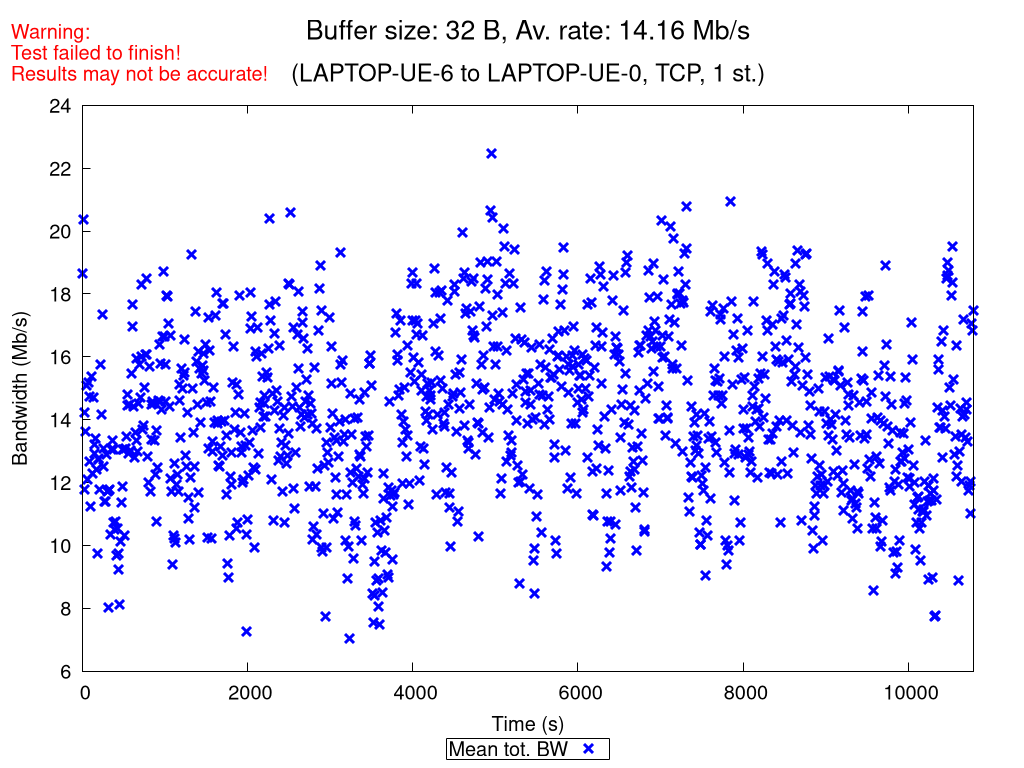 Warning:
Test failed to finish!
Results may not be accurate!
Buffer size: 32 B, Av. rate: 14.16 Mb/s
(LAPTOP-UE-6 to LAPTOP-UE-0, TCP, 1 st.)
24
22
20
18
16
14
12
10
8
6
Bandwidth (Mb/s)
0 2000 4000 6000 8000 10000
Time (s)
Mean tot. BW